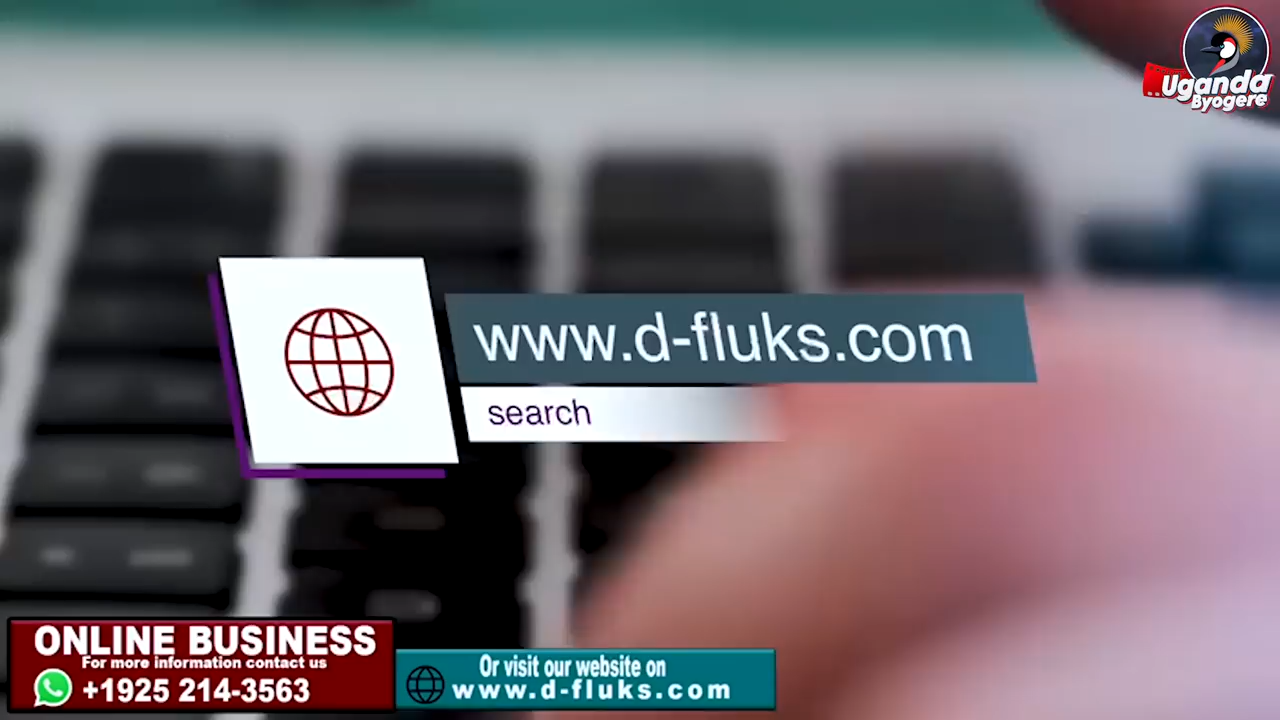 Uganda
Byogere
www.d-fluks.com
search
ONLINE BUSINESS
For more information contact us
+1925 214-3563
Or visit our website on
www.d-fluks.com